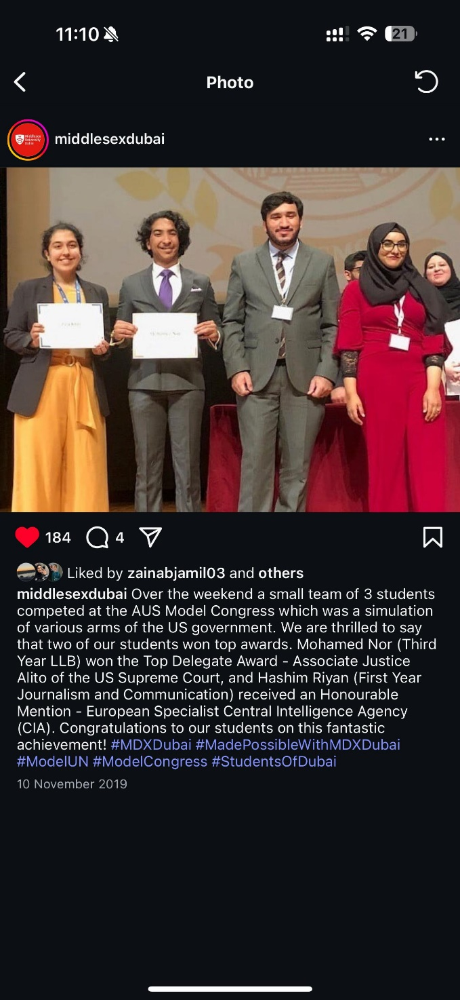 11:10
21
Photo
Middlesex
University
Dubai
middlesexdubai
184
4
Liked by zainabjamil03 and others
middlesexdubai Over the weekend a small team of 3 students
competed at the AUS Model Congress which was a simulation
of various arms of the US government. We are thrilled to say
that two of our students won top awards. Mohamed Nor (Third
Year LLB) won the Top Delegate Award - Associate Justice
Alito of the US Supreme Court, and Hashim Riyan (First Year
Journalism and Communication) received an Honourable
Mention - European Specialist Central Intelligence Agency
(CIA). Congratulations to our students on this fantastic
achievement! #MDXDubai #MadePossibleWithMDXDubai
#ModelUN #ModelCongress #StudentsOfDubai
10 November 2019